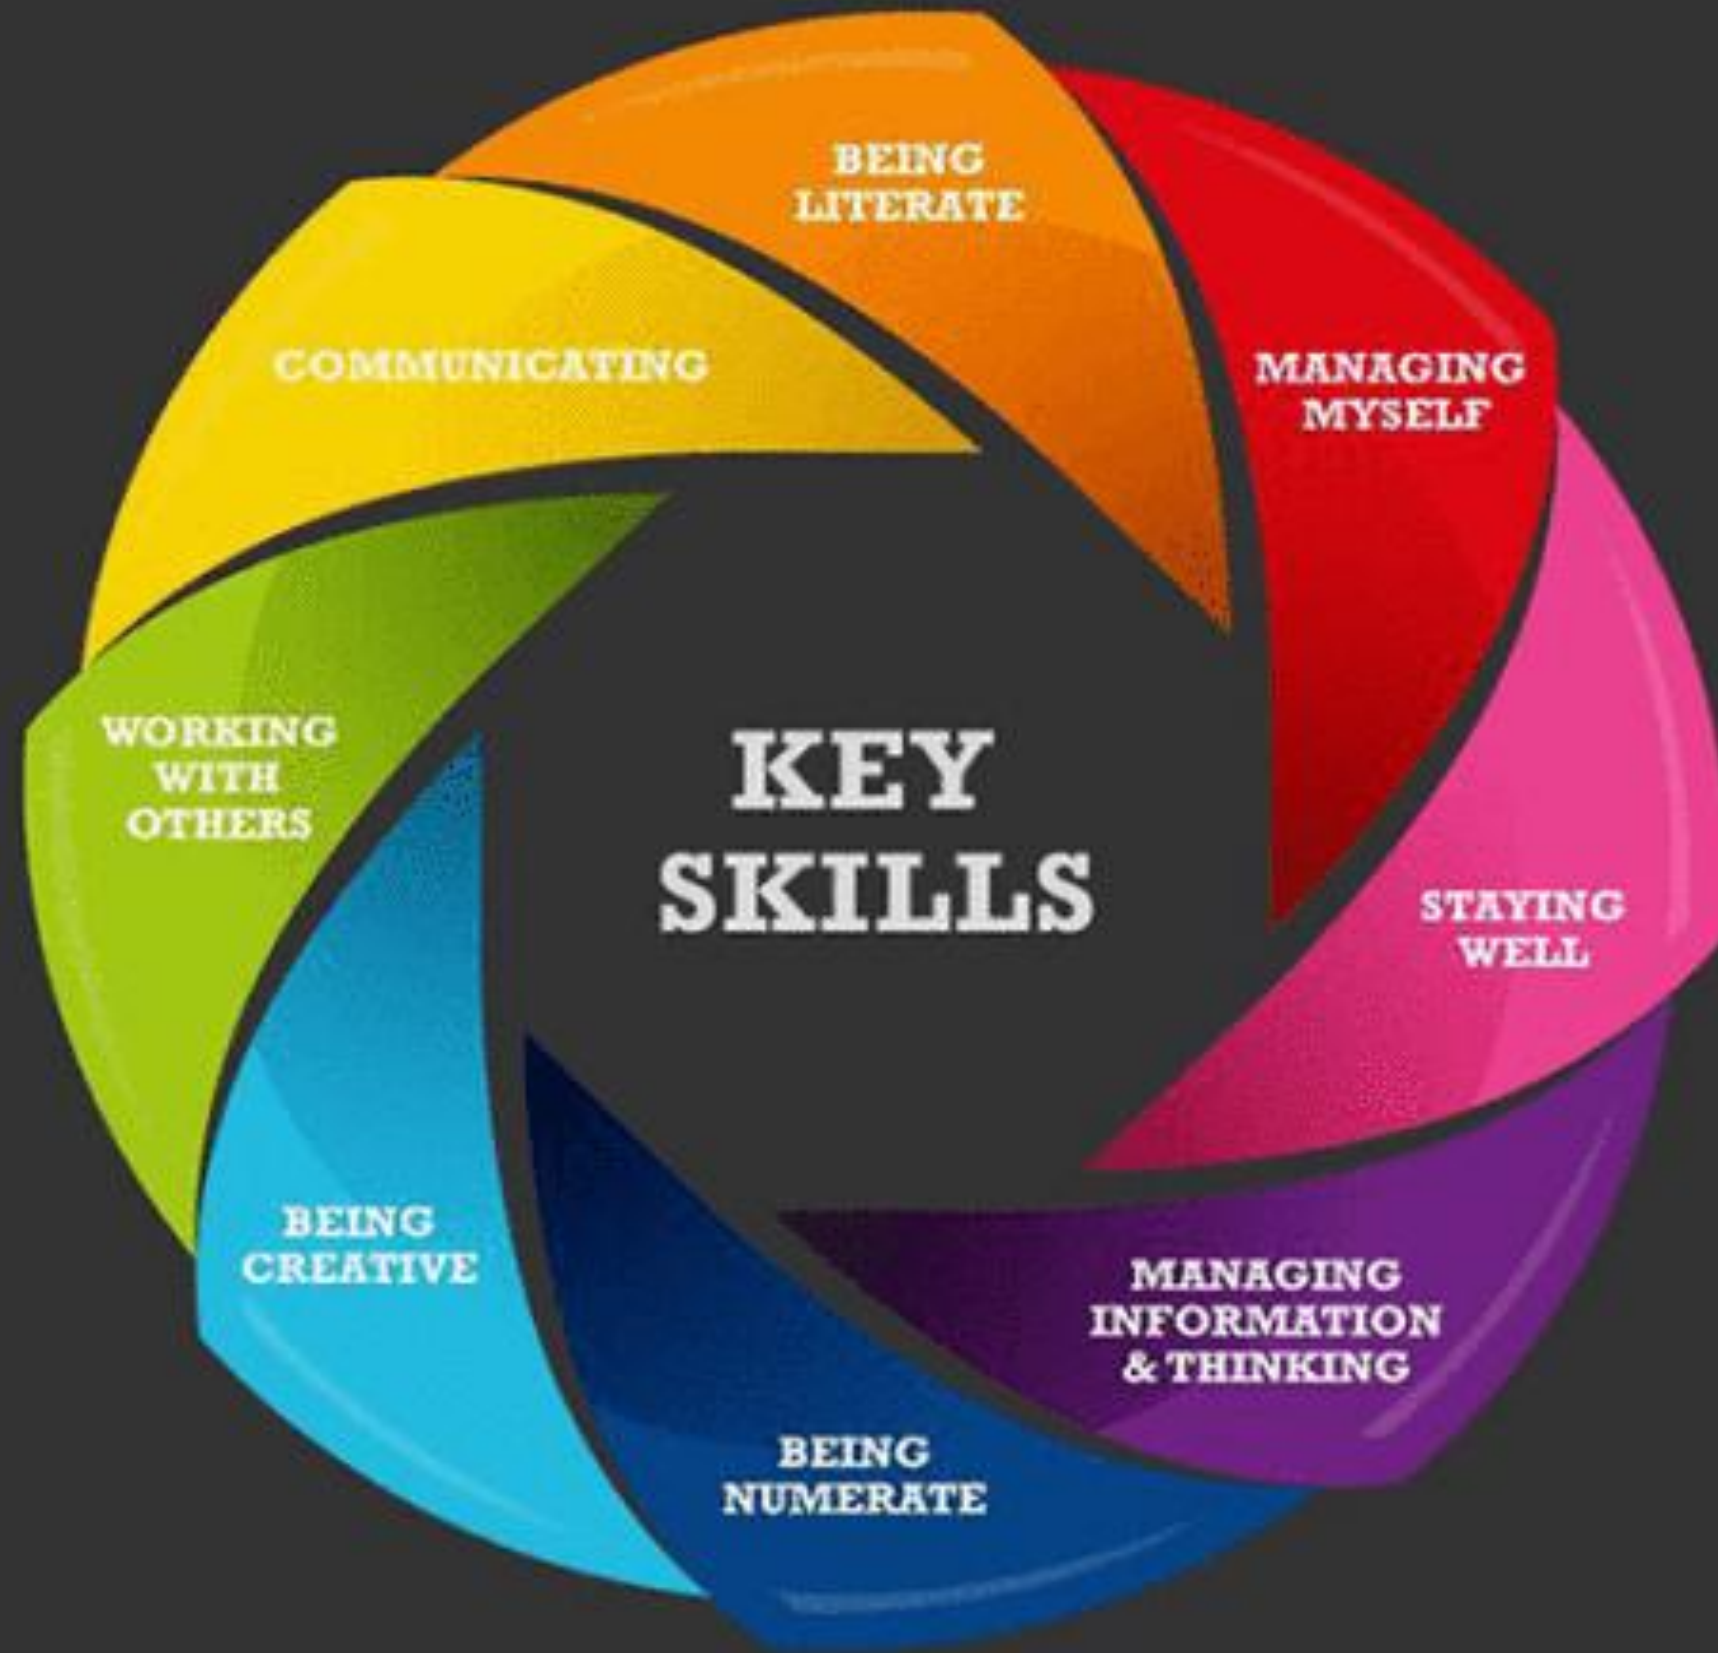 BEING
LITERATE
MANAGING
MYSELF
STAYING
WELL
MANAGING
INFORMATION
& THINKING
BEING
NUMERATE
BEING
CREATIVE
WORKING
WITH
OTHERS
COMMUNICATING
KEY
SKILLS